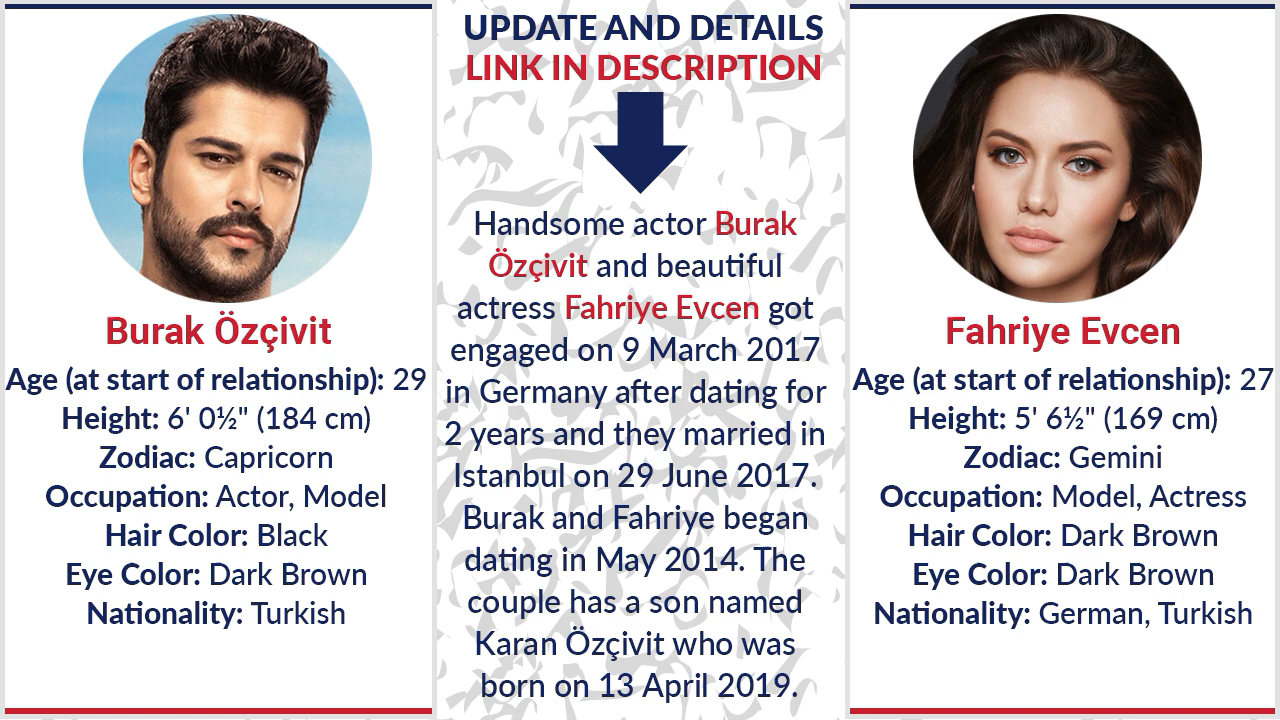 Burak Özçivit
Age (at start of relationship): 29
Height: 6' 0½" (184 cm)
Zodiac: Capricorn
Occupation: Actor, Model
Hair Color: Black
Eye Color: Dark Brown
Nationality: Turkish
UPDATE AND DETAILS
LINK IN DESCRIPTION
Handsome actor Burak
Özçivit and beautiful
actress Fahriye Evcen got
engaged on 9 March 2017
in Germany after dating for
2 years and they married in
Istanbul on 29 June 2017.
Burak and Fahriye began
dating in May 2014. The
couple has a son named
Karan Özçivit who was
born on 13 April 2019.
Fahriye Evcen
Age (at start of relationship): 27
Height: 5' 6½" (169 cm)
Zodiac: Gemini
Occupation: Model, Actress
Hair Color: Dark Brown
Eye Color: Dark Brown
Nationality: German, Turkish